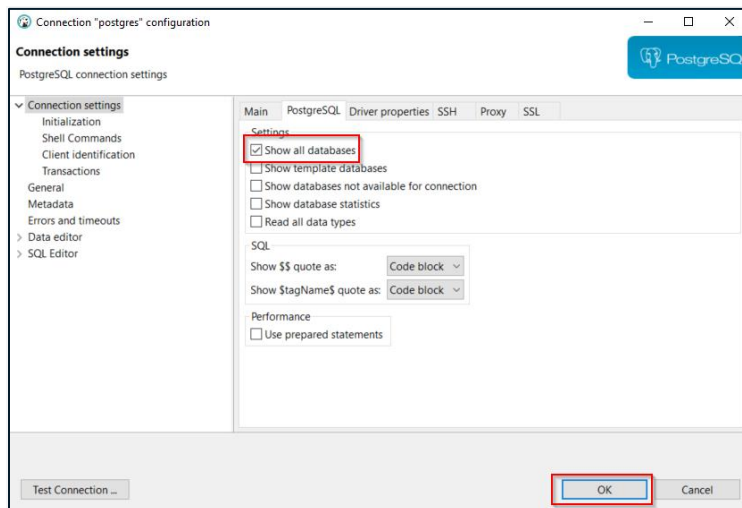 Connection "postgres" configuration
Connection settings
PostgreSQL connection settings
PostgreSQ
Connection settings
Initialization
Shell Commands
Client identification
Transactions
General
Metadata
Errors and timeouts
Data editor
SQL Editor
Main PostgreSQL Driver properties SSH Proxy SSL
Settings
Show all databases
Show template databases
Show databases not available for connection
Show database statistics
Read all data types
SQL
Show $$ quote as: Code block
Show $tagName$ quote as: Code block
Performance
Use prepared statements
Test Connection ...
OK
Cancel